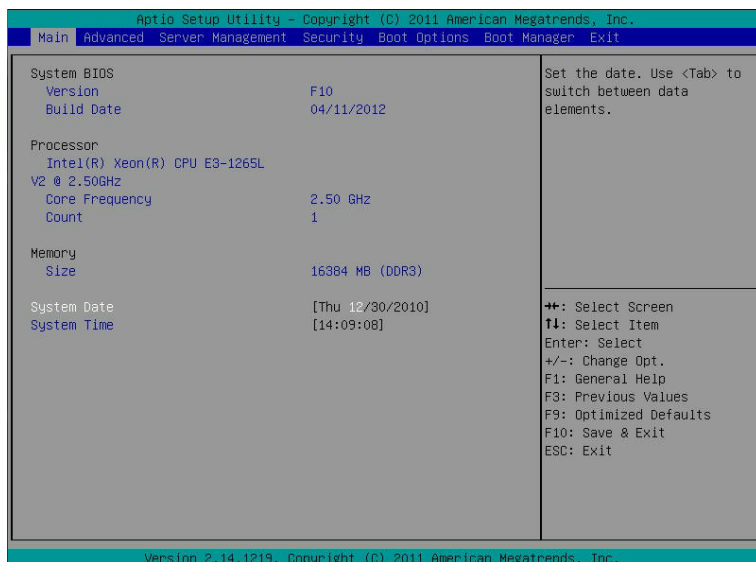 Aptio Setup Utility – Copyright (C) 2011 American Megatrends, Inc.
Main Advanced Server Management Security Boot Options Boot Manager Exit
System BIOS
Version F10
Build Date 04/11/2012
Processor
Intel(R) Xeon(R) CPU E3-1265L
V2 @ 2.50GHz
Core Frequency 2.50 GHz
Count 1
Memory
Size 16384 MB (DDR3)
System Date [Thu 12/30/2010]
System Time [14:09:08]
Set the date. Use <Tab> to
switch between data
elements.
→←: Select Screen
↑↓: Select Item
Enter: Select
+/-: Change Opt.
F1: General Help
F3: Previous Values
F9: Optimized Defaults
F10: Save & Exit
ESC: Exit
Version 2.14.1219. Copyright (C) 2011 American Megatrends, Inc.